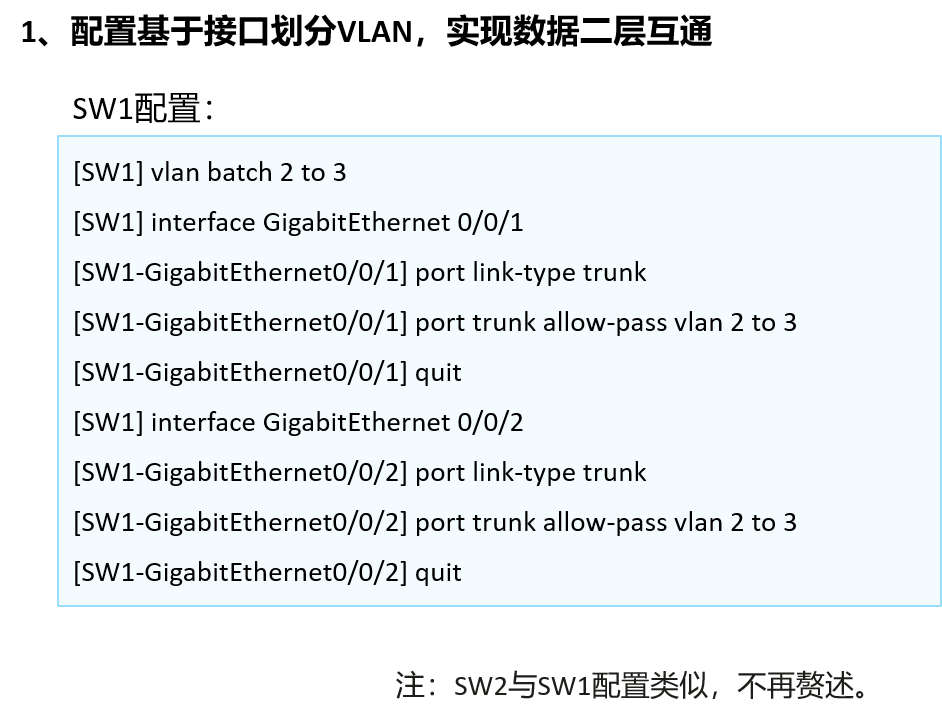 1、配置基于接口划分VLAN，实现数据二层互通
SW1配置：
[SW1] vlan batch 2 to 3
[SW1] interface GigabitEthernet 0/0/1
[SW1-GigabitEthernet0/0/1] port link-type trunk
[SW1-GigabitEthernet0/0/1] port trunk allow-pass vlan 2 to 3
[SW1-GigabitEthernet0/0/1] quit
[SW1] interface GigabitEthernet 0/0/2
[SW1-GigabitEthernet0/0/2] port link-type trunk
[SW1-GigabitEthernet0/0/2] port trunk allow-pass vlan 2 to 3
[SW1-GigabitEthernet0/0/2] quit
注：SW2与SW1配置类似，不再赘述。